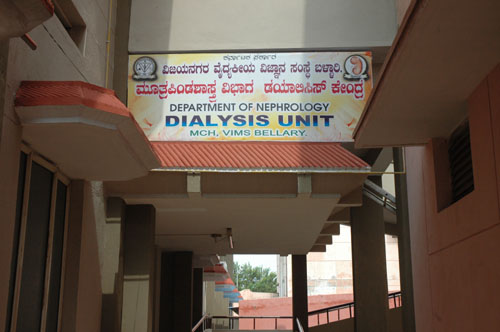 ಕರ್ನಾಟಕ ಸರ್ಕಾರ
ವಿಜಯನಗರ ವೈದ್ಯಕೀಯ ವಿಜ್ಞಾನ ಸಂಸ್ಥೆ ಬಳ್ಳಾರಿ.
ಮೂತ್ರಪಿಂಡಶಾಸ್ತ್ರ ವಿಭಾಗ ಡಯಾಲಿಸಿಸ್ ಕೇಂದ್ರ
DEPARTMENT OF NEPHROLOGY
DIALYSIS UNIT
MCH, VIMS BELLARY.